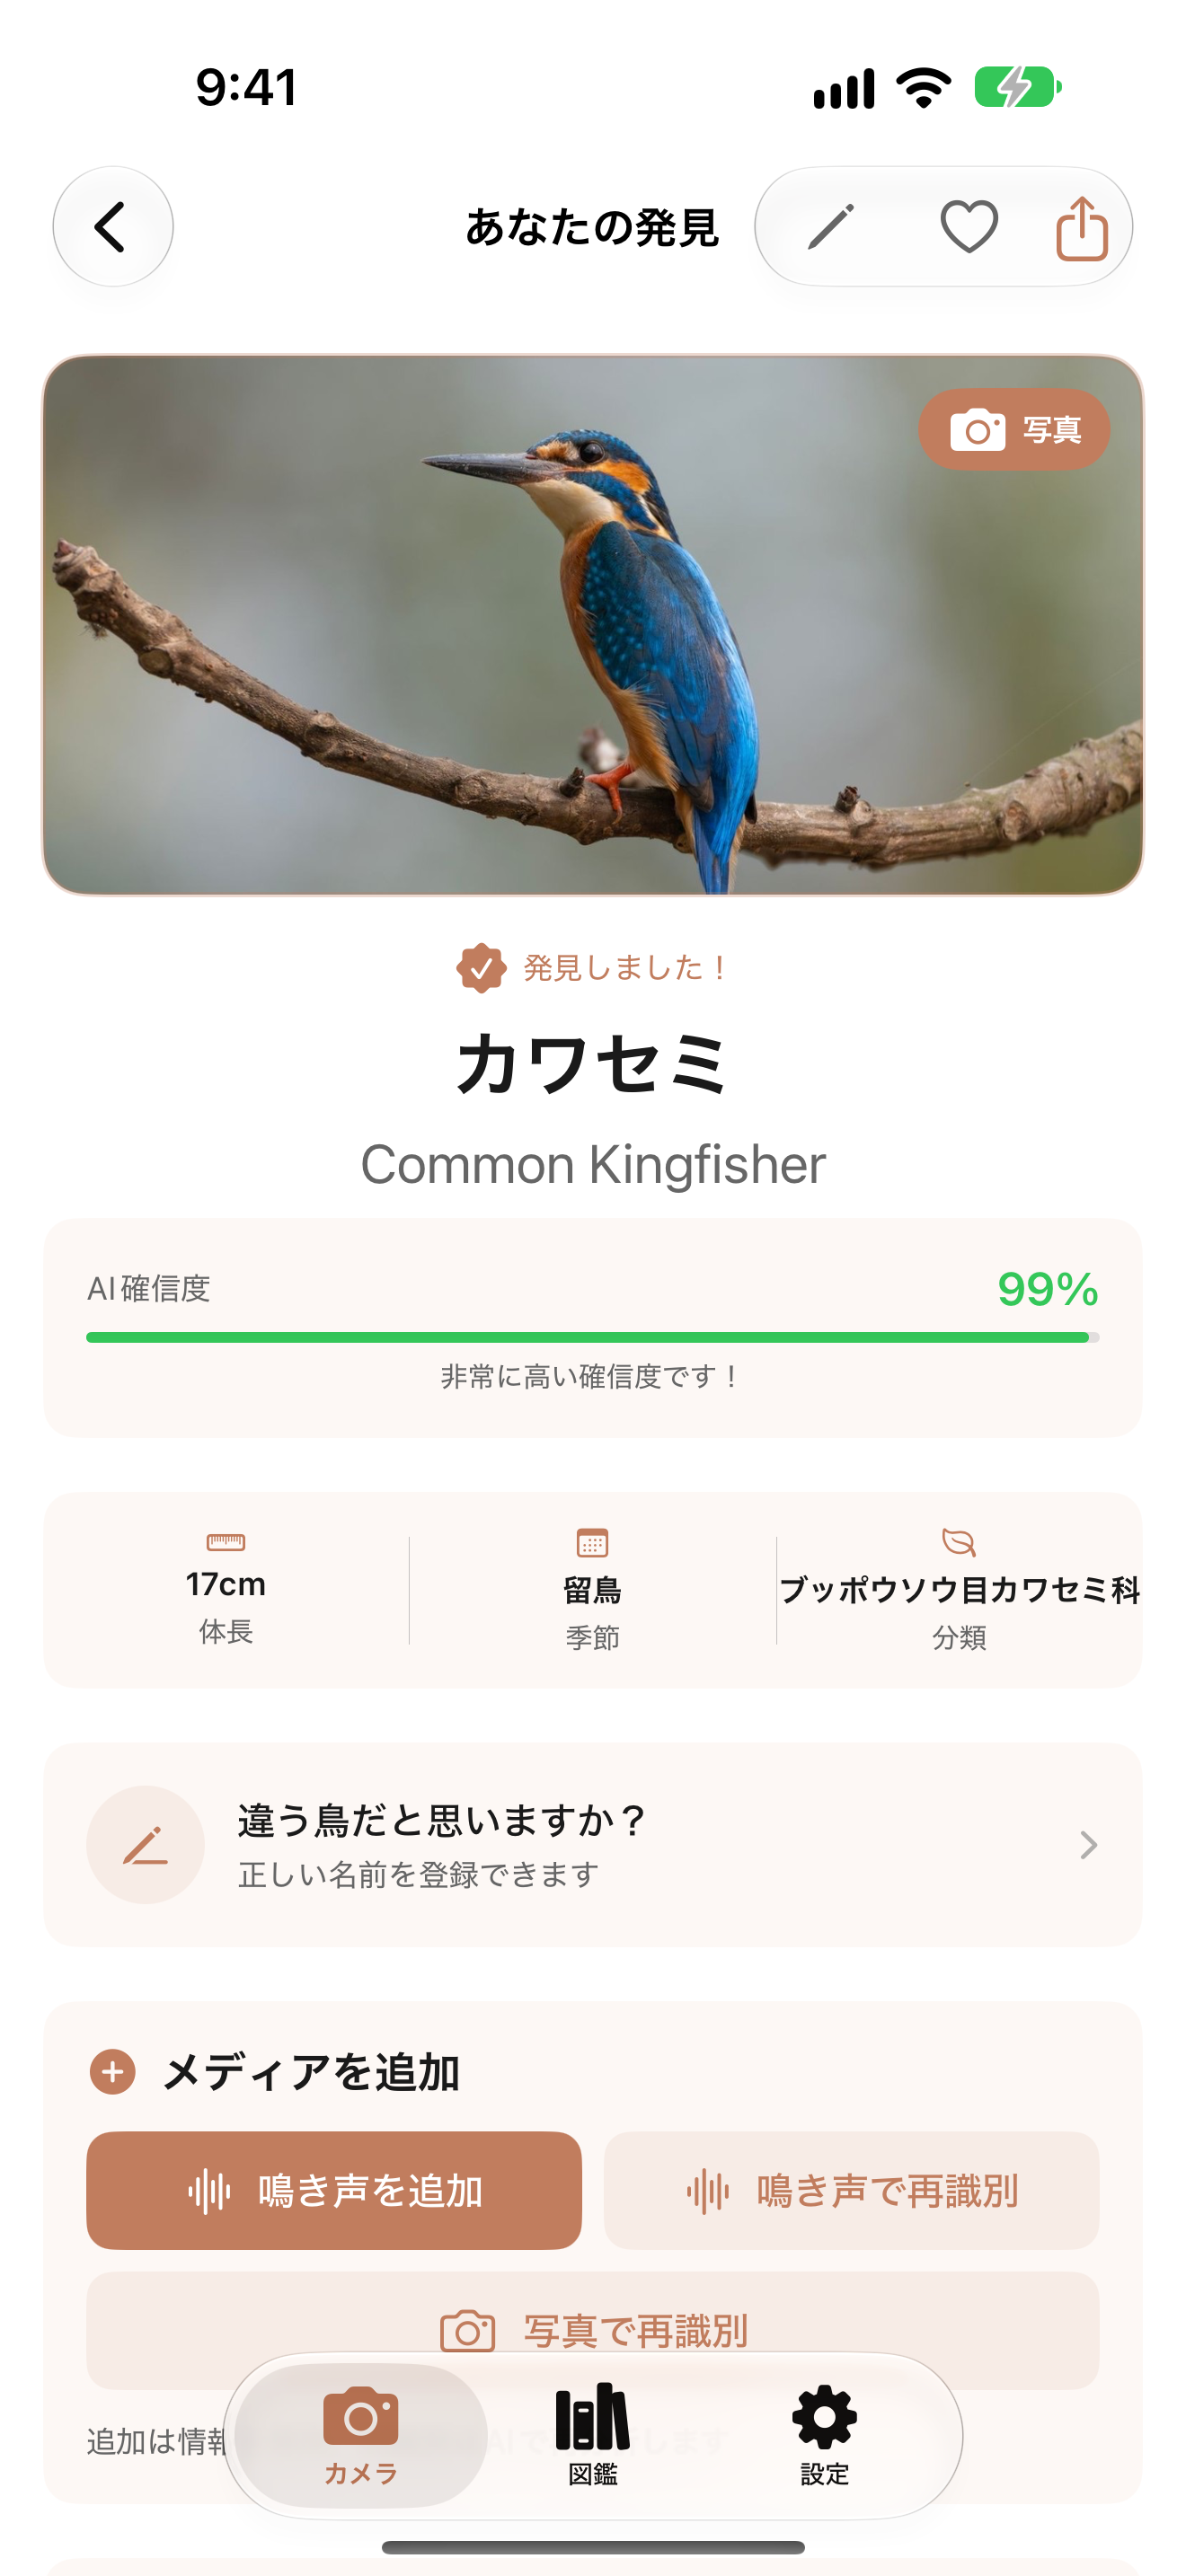 9:41
あなたの発見
写真
発見しました！
カワセミ
Common Kingfisher
AI確信度
99%
非常に高い確信度です！
17cm
体長
留鳥
季節
ブッポウソウ目カワセミ科
分類
違う鳥だと思いますか？
正しい名前を登録できます
メディアを追加
鳴き声を追加
鳴き声で再識別
写真で再識別
追加は情報
カメラ
図鑑
設定